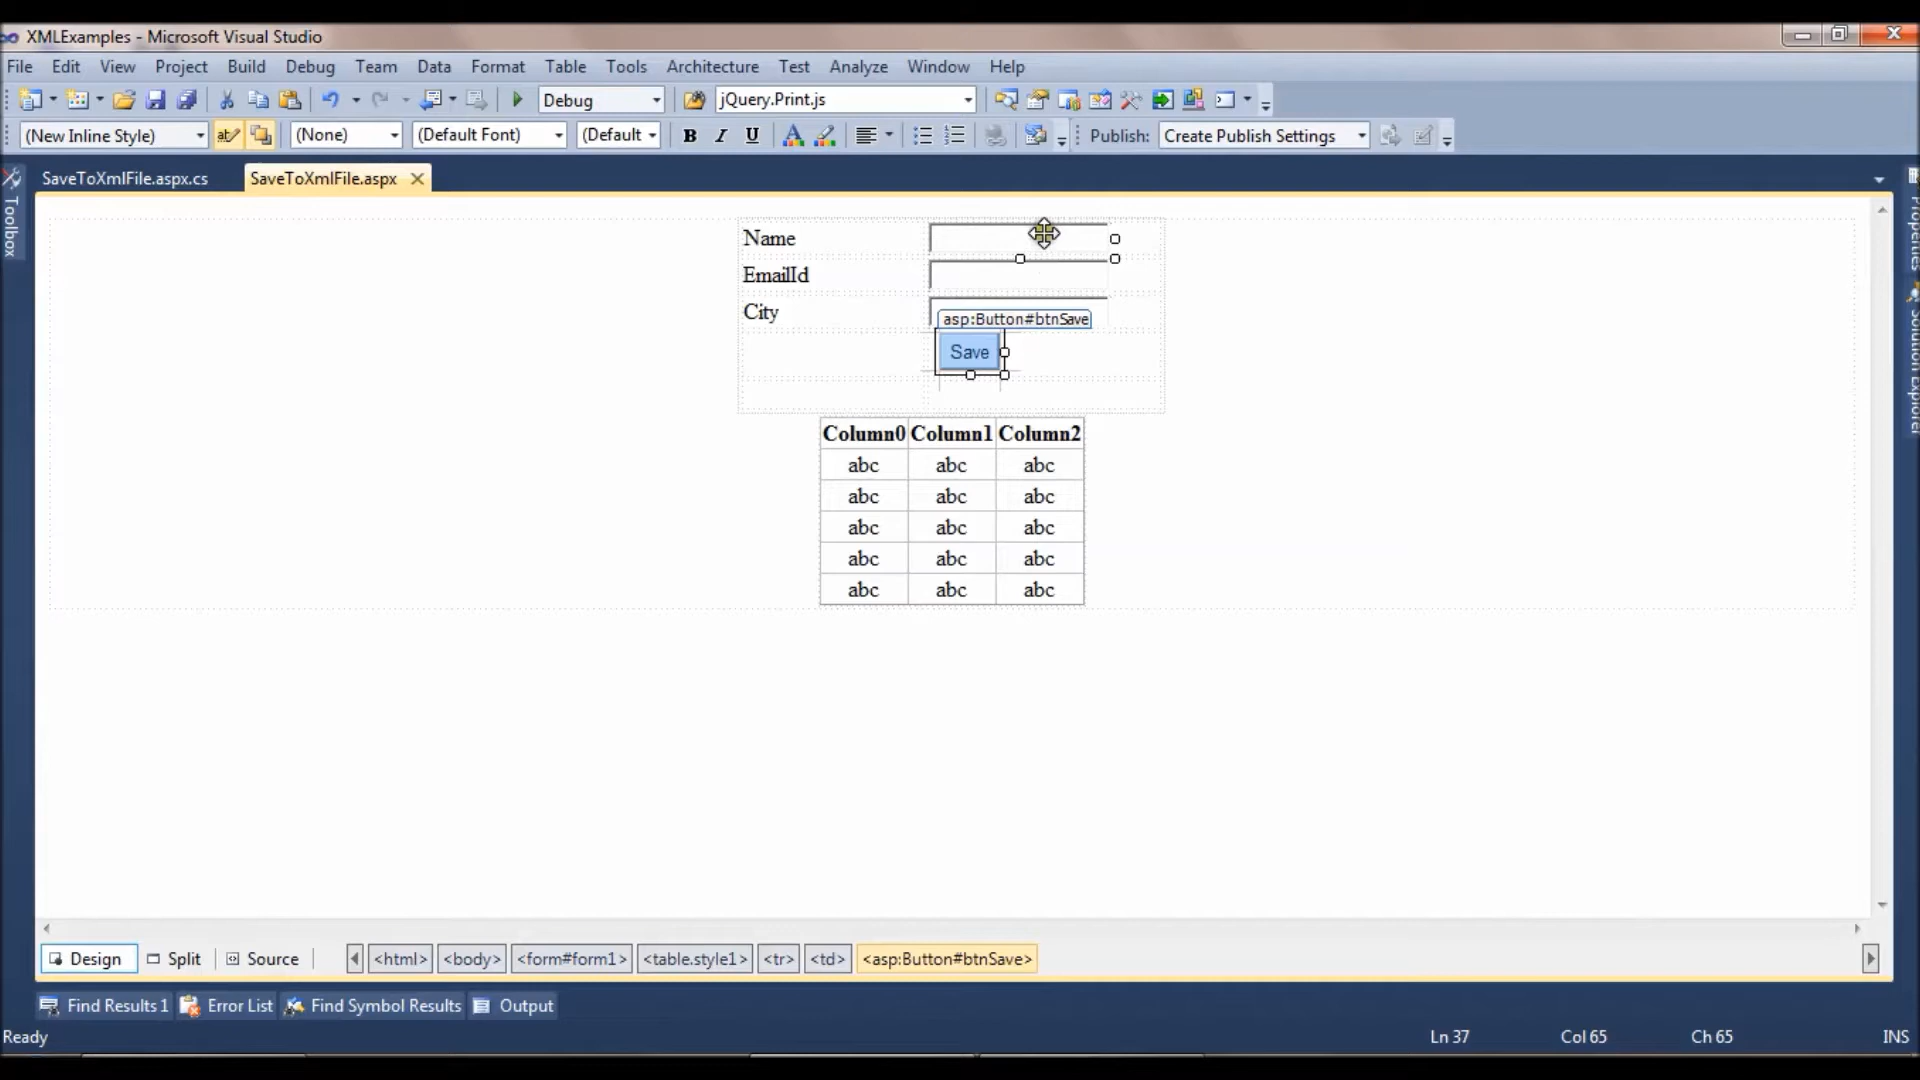 XMLExamples - Microsoft Visual Studio
File Edit View Project Build Debug Team Data Format Table Tools Architecture Test Analyze Window Help
Debug jQuery.Print.js
(New Inline Style) (None) (Default Font) (Default B I U A Publish: Create Publish Settings
SaveToXmlFile.aspx.cs SaveToXmlFile.aspx
Toolbox
Properties
Solution Explorer
Name
EmailId
City
asp:Button#btnSave
Save
Column0 Column1 Column2
abc abc abc
abc abc abc
abc abc abc
abc abc abc
abc abc abc
Design Split Source <html> <body> <form#form1> <table.style1> <tr> <td> <asp:Button#btnSave>
Find Results 1 Error List Find Symbol Results Output
Ready Ln 37 Col 65 Ch 65 INS